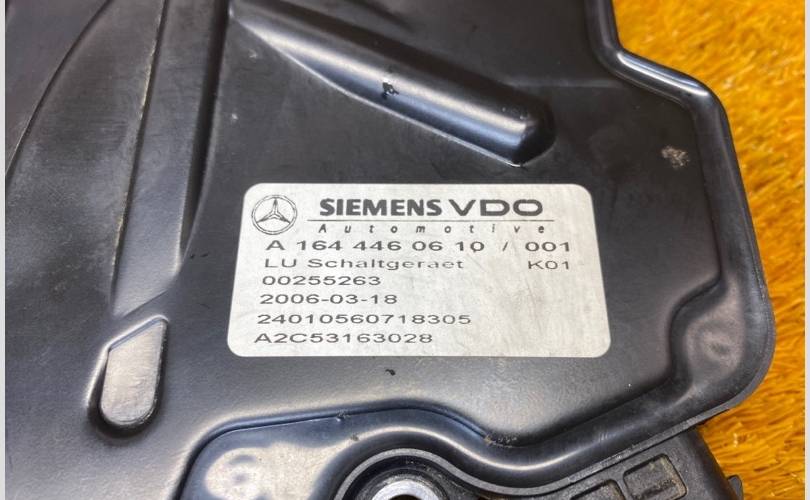 SIEMENS VDO
Automotive
A 164 446 06 10 / 001
LU Schaltgeraet K01
00255263
2006-03-18
24010560718305
A2C53163028